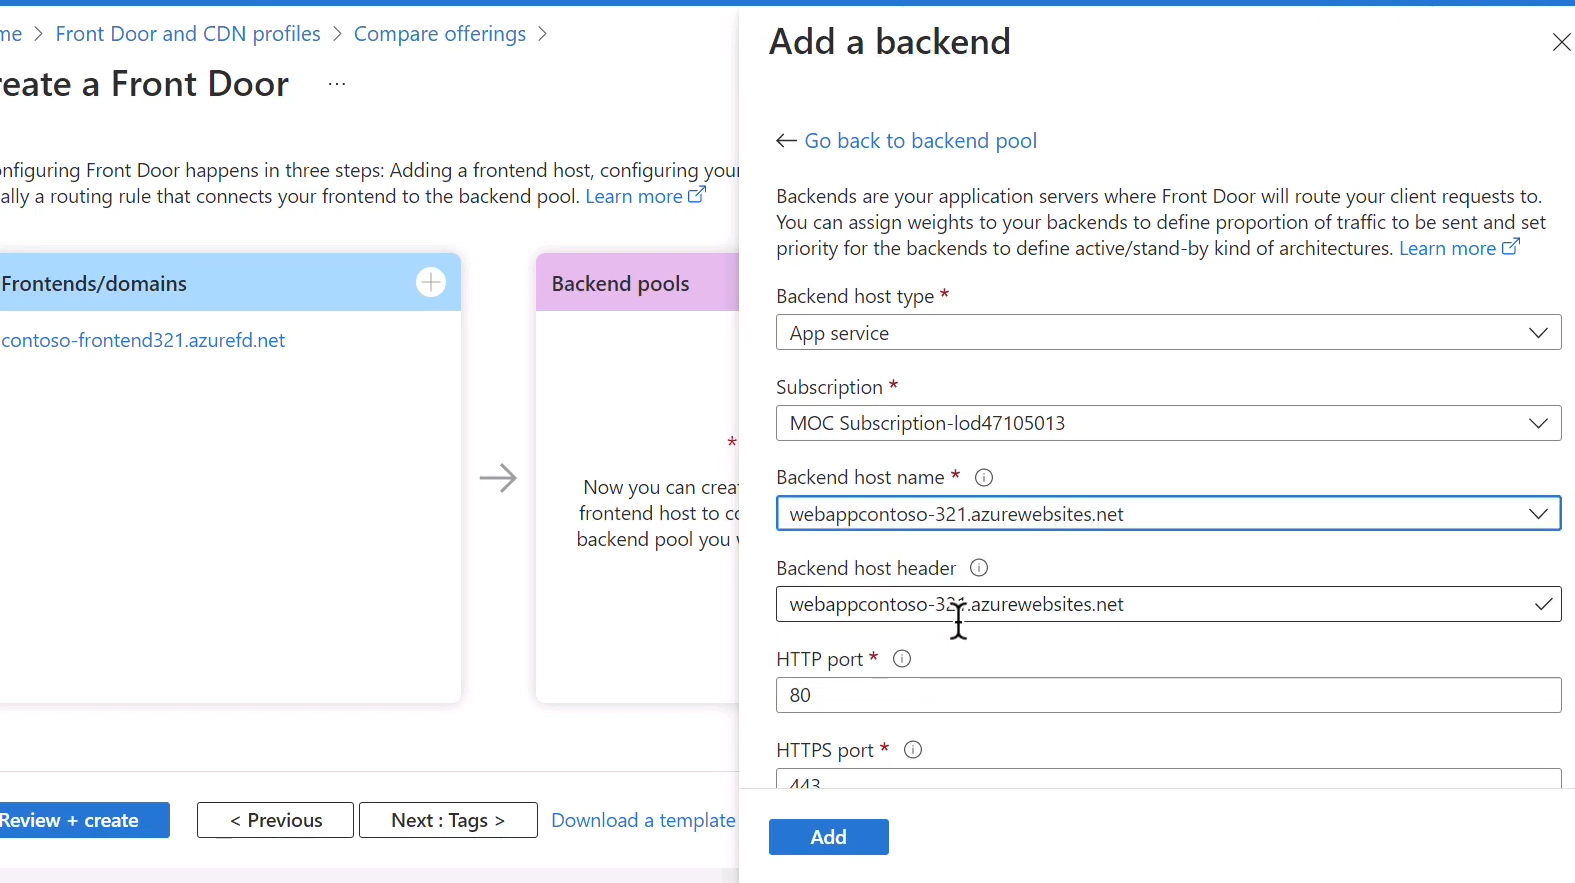 me > Front Door and CDN profiles > Compare offerings >
reate a Front Door ...
nfiguring Front Door happens in three steps: Adding a frontend host, configuring your
ally a routing rule that connects your frontend to the backend pool. Learn more
Frontends/domains
contoso-frontend321.azurefd.net
Backend pools
*
Now you can crea
frontend host to co
backend pool you
Review + create
< Previous
Next : Tags >
Download a template
Add a backend
Go back to backend pool
Backends are your application servers where Front Door will route your client requests to.
You can assign weights to your backends to define proportion of traffic to be sent and set
priority for the backends to define active/stand-by kind of architectures. Learn more
Backend host type *
App service
Subscription *
MOC Subscription-lod47105013
Backend host name *
webappcontoso-321.azurewebsites.net
Backend host header
webappcontoso-321.azurewebsites.net
HTTP port *
80
HTTPS port *
443
Add